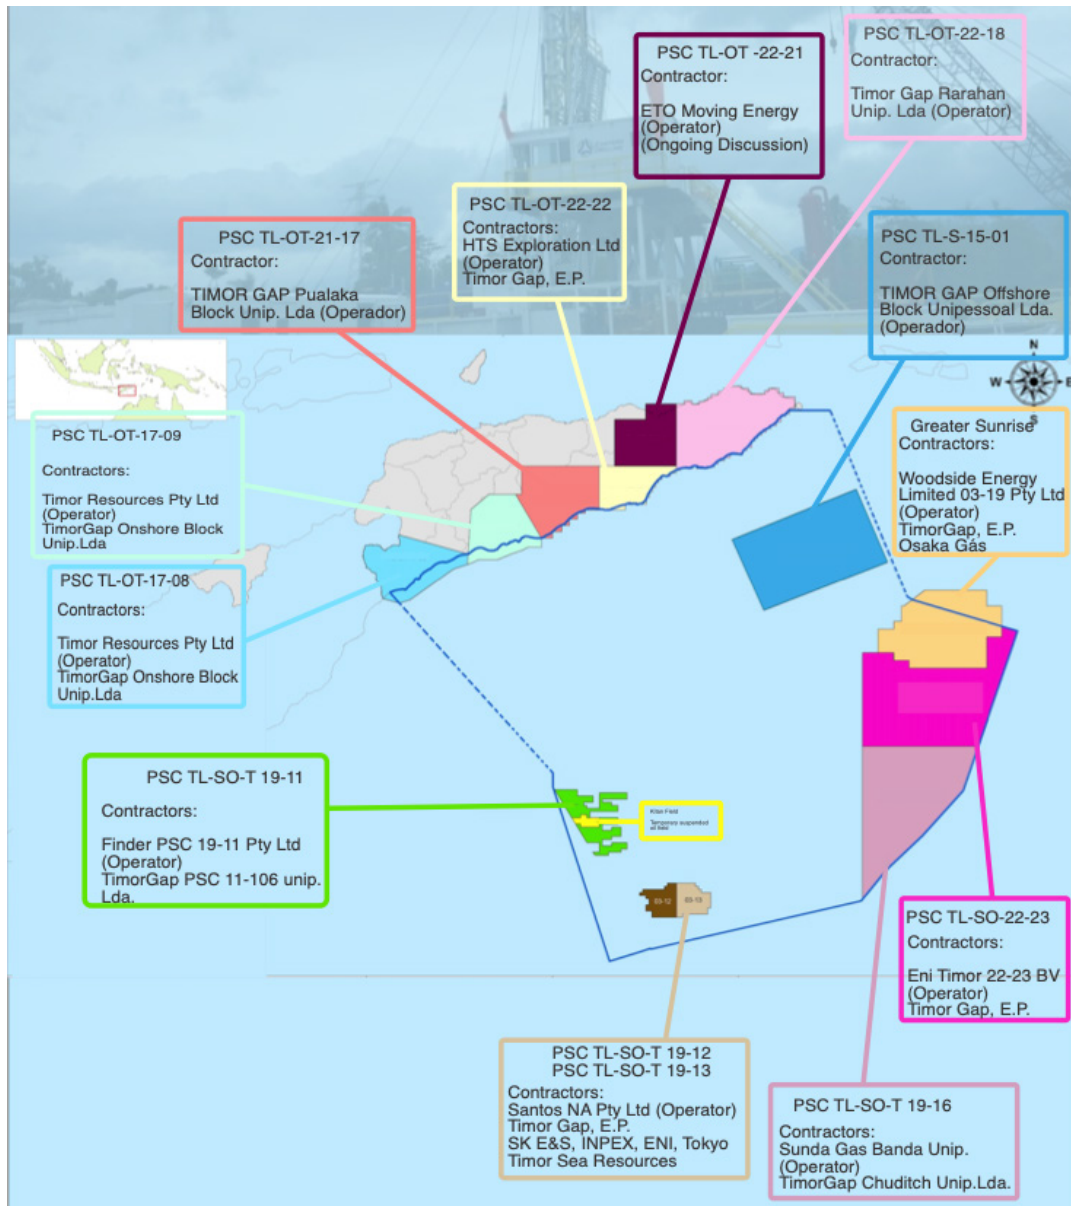 PSC TL-OT-22-18
Contractor:
Timor Gap Rarahan
Unip. Lda (Operator)
PSC TL-OT -22-21
Contractor:
ETO Moving Energy
(Operator)
(Ongoing Discussion)
PSC TL-OT-22-22
Contractors:
HTS Exploration Ltd
(Operator)
Timor Gap, E.P.
PSC TL-OT-21-17
Contractor:
TIMOR GAP Pualaka
Block Unip. Lda (Operador)
PSC TL-S-15-01
Contractor:
TIMOR GAP Offshore
Block Unipessoal Lda.
(Operador)
N
W
E
S
PSC TL-OT-17-09
Contractors:
Timor Resources Pty Ltd
(Operator)
TimorGap Onshore Block
Unip.Lda
Greater Sunrise
Contractors:
Woodside Energy
Limited 03-19 Pty Ltd
(Operator)
TimorGap, E.P.
Osaka Gás
PSC TL-OT-17-08
Contractors:
Timor Resources Pty Ltd
(Operator)
TimorGap Onshore Block
Unip.Lda
PSC TL-SO-T 19-11
Contractors:
Finder PSC 19-11 Pty Ltd
(Operator)
TimorGap PSC 11-106 unip.
Lda.
Kitan Field
Temporary suspended
oil field
03-12
03-13
PSC TL-SO-22-23
Contractors:
Eni Timor 22-23 BV
(Operator)
Timor Gap, E.P.
PSC TL-SO-T 19-12
PSC TL-SO-T 19-13
Contractors:
Santos NA Pty Ltd (Operator)
Timor Gap, E.P.
SK E&S, INPEX, ENI, Tokyo
Timor Sea Resources
PSC TL-SO-T 19-16
Contractors:
Sunda Gas Banda Unip.
(Operator)
TimorGap Chuditch Unip.Lda.